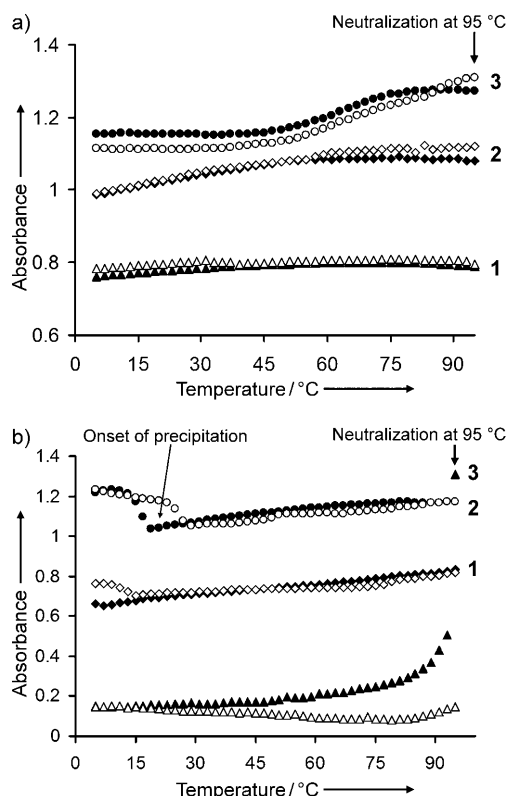 a)
Neutralization at 95 °C
1.4
1.2
1
0.8
0.6
Absorbance
3
2
1
0 15 30 45 60 75 90
Temperature / °C
b)
Onset of precipitation
Neutralization at 95 °C
1.4
1.2
1
0.8
0.6
0.4
0.2
0
Absorbance
3
2
1
0 15 30 45 60 75 90
Temperature / °C